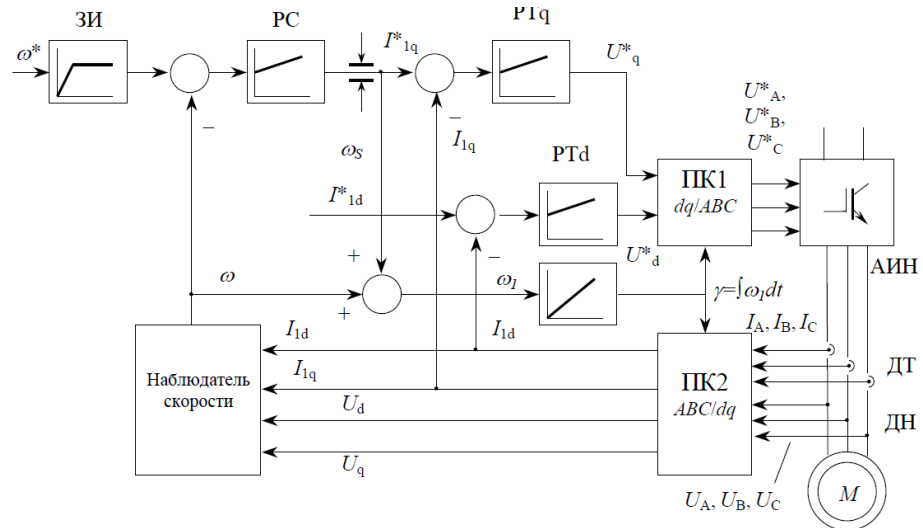 ЗИ
РС
РТq
ω*
I*1q
U*q
U*A,
U*B,
U*C
−
−
I1q
ωS
РТd
I*1d
ПК1
dq/ABC
−
U*d
АИН
+
ω
+
ω1
γ=∫ω1dt
I1d
I1d
IA, IB, IC
Наблюдатель
скорости
I1q
ПК2
ABC/dq
ДТ
Ud
ДН
Uq
UA, UB, UC
M